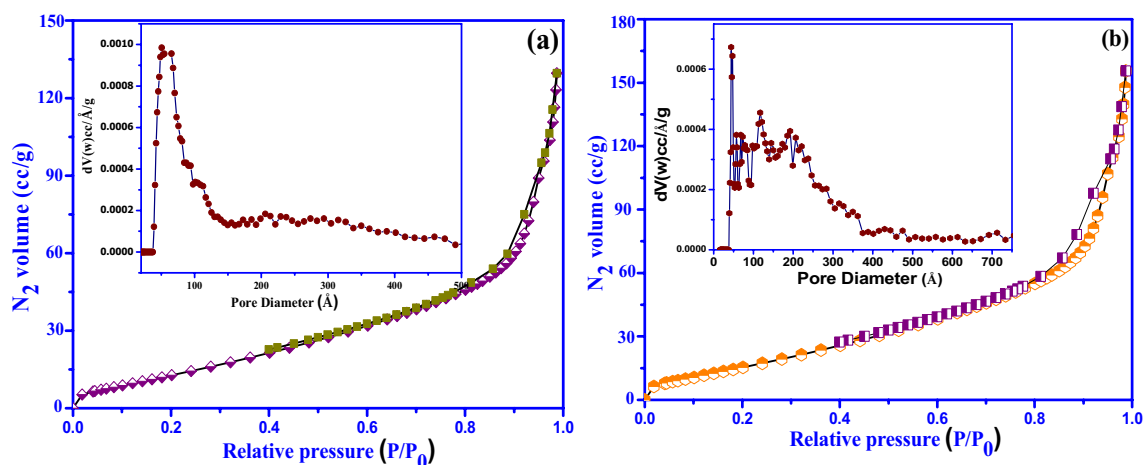 (a)
N2 volume (cc/g)
150
120
90
60
30
0
0.0 0.2 0.4 0.6 0.8 1.0
Relative pressure (P/P0)
dV(w)cc/Å/g
0.0010
0.0008
0.0006
0.0004
0.0002
0.0000
100 200 300 400 500
Pore Diameter (Å)
(b)
N2 volume (cc/g)
180
150
120
90
60
30
0
0.0 0.2 0.4 0.6 0.8 1.0
Relative pressure (P/P0)
dV(w)cc/Å/g
0.0006
0.0004
0.0002
0.0000
0 100 200 300 400 500 600 700
Pore Diameter (Å)